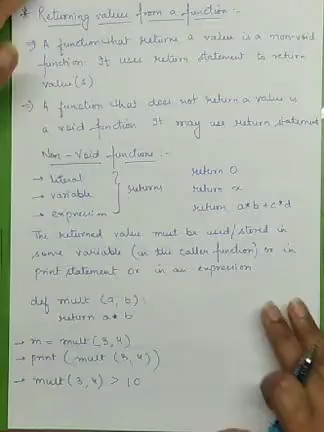 * Returning values from a function :-
→ A function that returns a value is a non-void
function. It uses return statement to return
value(s)
→ A function that does not return a value is
a void function. It may use return statement
Non-Void functions :-
→ literal } returns return 0
→ variable return x
→ expression return a*b+c*d
The returned value must be used/stored in
some variable (in the caller function) or in
print statement or in an expression
def mult (a, b):
return a* b
→ m = mult(3,4)
→ print (mult (3,4))
→ mult(3,4) > 10